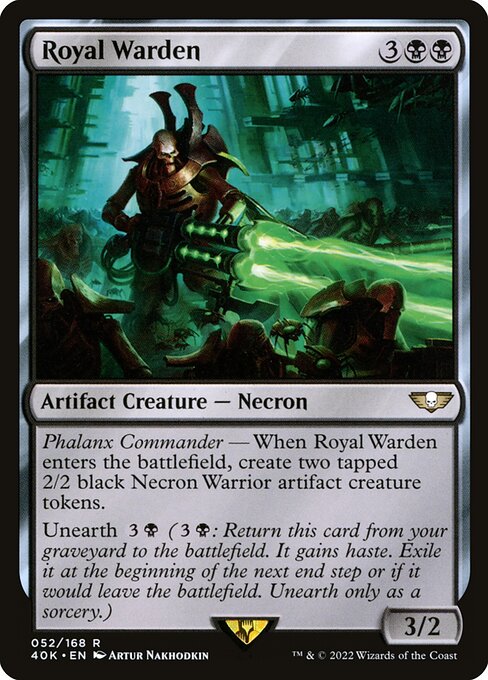 Royal Warden 3
Artifact Creature — Necron
Phalanx Commander — When Royal Warden
enters the battlefield, create two tapped
2/2 black Necron Warrior artifact creature
tokens.
Unearth 3 ( 3 : Return this card from your
graveyard to the battlefield. It gains haste. Exile
it at the beginning of the next end step or if it
would leave the battlefield. Unearth only as a
sorcery.)
3/2
052/168 R
40K • EN Artur Nakhodkin
™ & © 2022 Wizards of the Coast